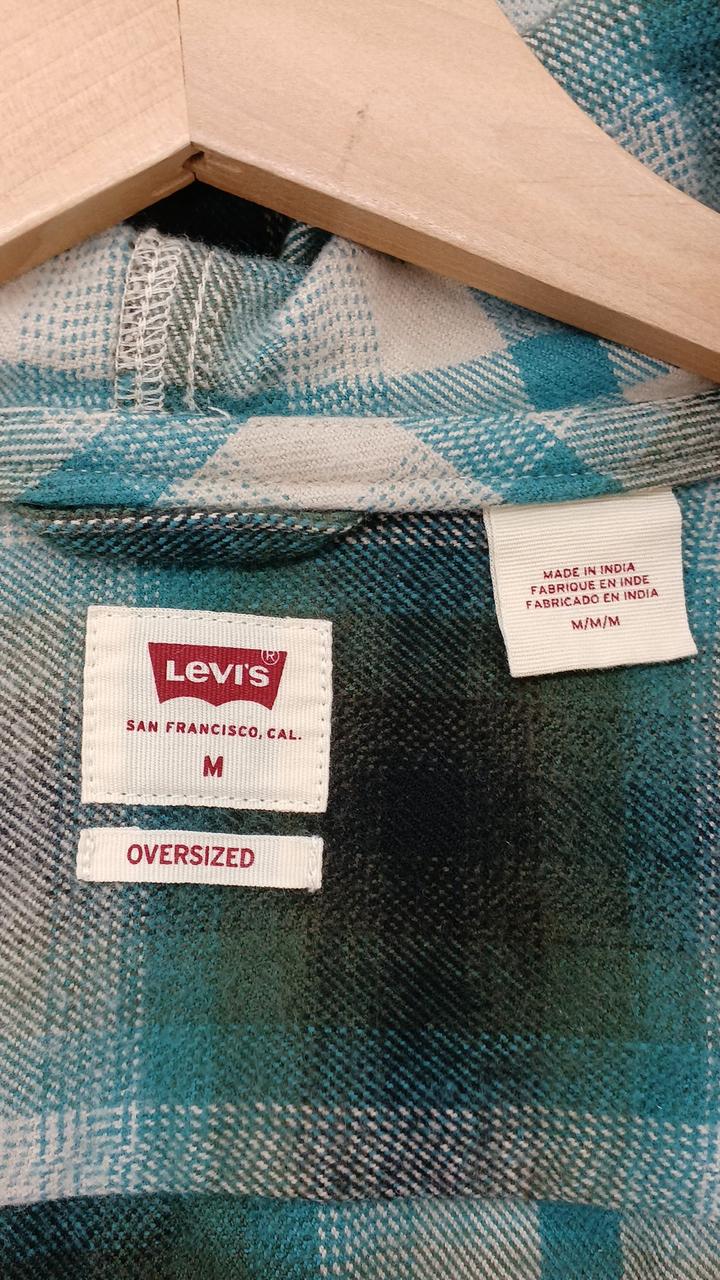 LEVI'S®
SAN FRANCISCO, CAL.
M
OVERSIZED
MADE IN INDIA
FABRIQUE EN INDE
FABRICADO EN INDIA
M/M/M